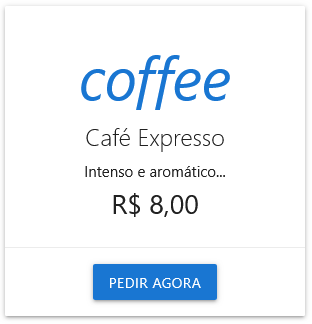 coffee
Café Expresso
Intenso e aromático...
R$ 8,00
PEDIR AGORA